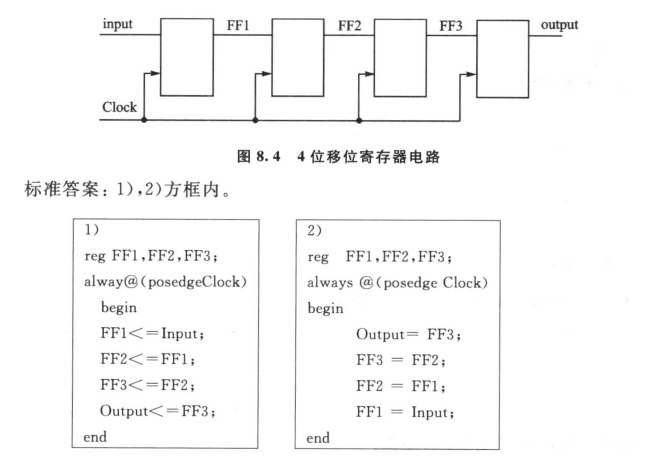 input FF1 FF2 FF3 output
Clock
图 8.4 4 位移位寄存器电路
标准答案：1)，2)方框内。
1)
reg FF1,FF2,FF3;
alway@(posedgeClock)
begin
FF1<=Input;
FF2<=FF1;
FF3<=FF2;
Output<=FF3;
end
2)
reg FF1,FF2,FF3;
always @(posedge Clock)
begin
Output= FF3;
FF3 = FF2;
FF2 = FF1;
FF1 = Input;
end